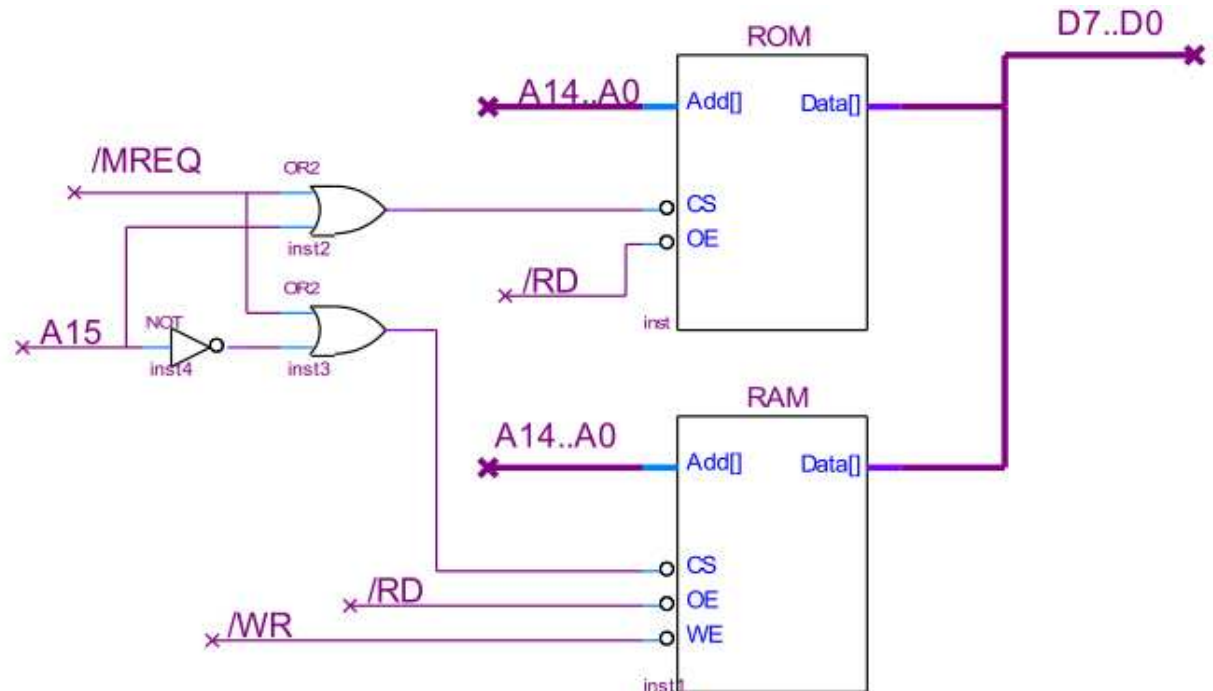 D7..D0
ROM
A14..A0
Add[]
Data[]
/MREQ
OR2
CS
inst2
OE
/RD
OR2
A15
NOT
inst
inst4
inst3
RAM
A14..A0
Add[]
Data[]
CS
/RD
OE
/WR
WE
inst1